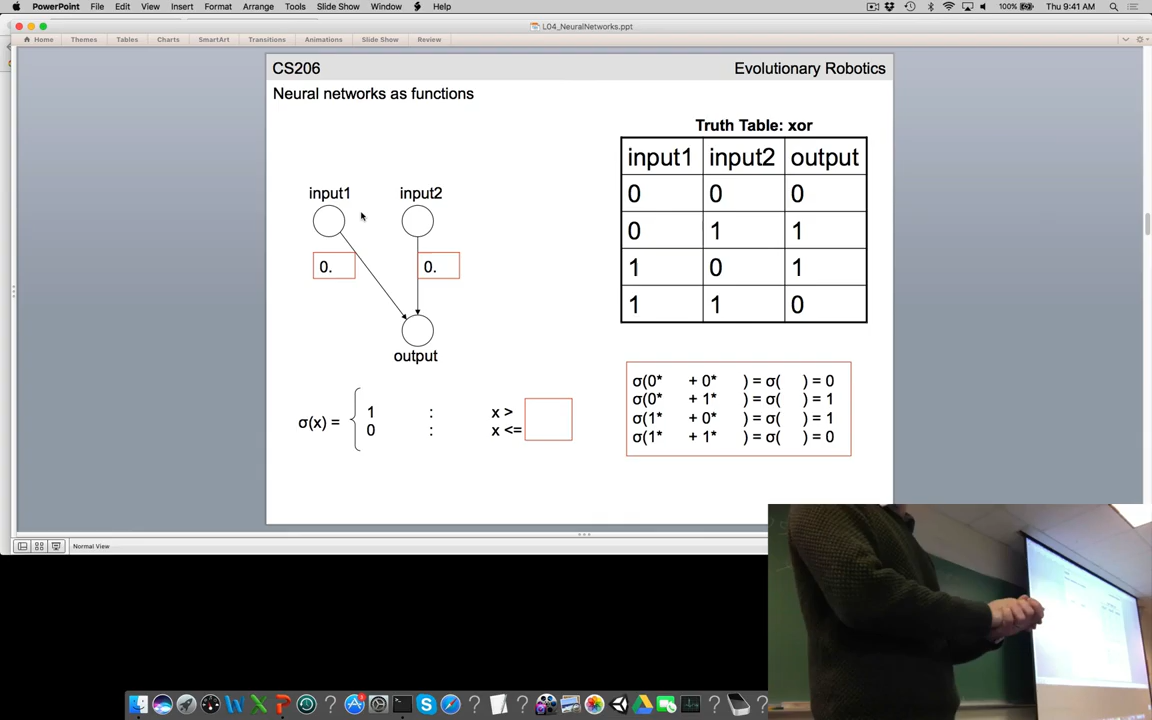 PowerPoint File Edit View Insert Format Arrange Tools Slide Show Window Help 100% Thu 9:41 AM
L04_NeuralNetworks.ppt
Home Themes Tables Charts SmartArt Transitions Animations Slide Show Review
CS206 Evolutionary Robotics
Neural networks as functions
Truth Table: xor
input1 input2 output
0 0 0
0 1 1
1 0 1
1 1 0
input1 input2
0. 0.
output
σ(x) =
1 : x >
0 : x <=
σ(0* + 0* ) = σ( ) = 0
σ(0* + 1* ) = σ( ) = 1
σ(1* + 0* ) = σ( ) = 1
σ(1* + 1* ) = σ( ) = 0
Normal View